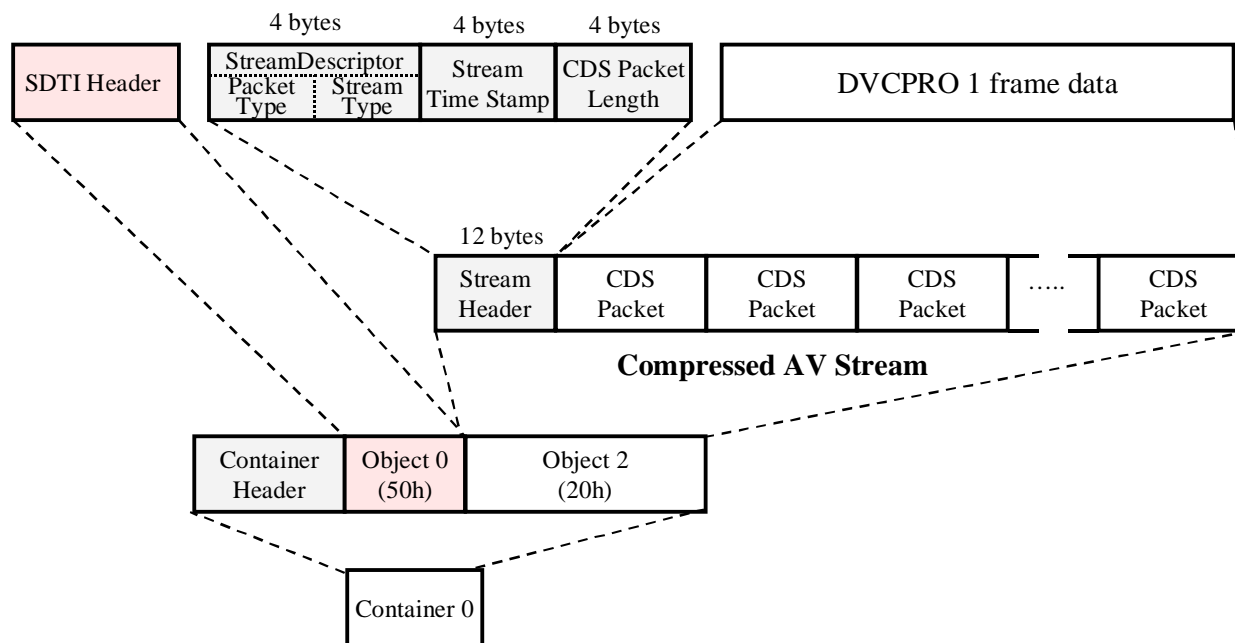 4 bytes
4 bytes
4 bytes
SDTI Header
StreamDescriptor
Packet
Type
Stream
Type
Stream
Time Stamp
CDS Packet
Length
DVCPRO 1 frame data
12 bytes
Stream
Header
CDS
Packet
CDS
Packet
CDS
Packet
.....
CDS
Packet
Compressed AV Stream
Container
Header
Object 0
(50h)
Object 2
(20h)
Container 0